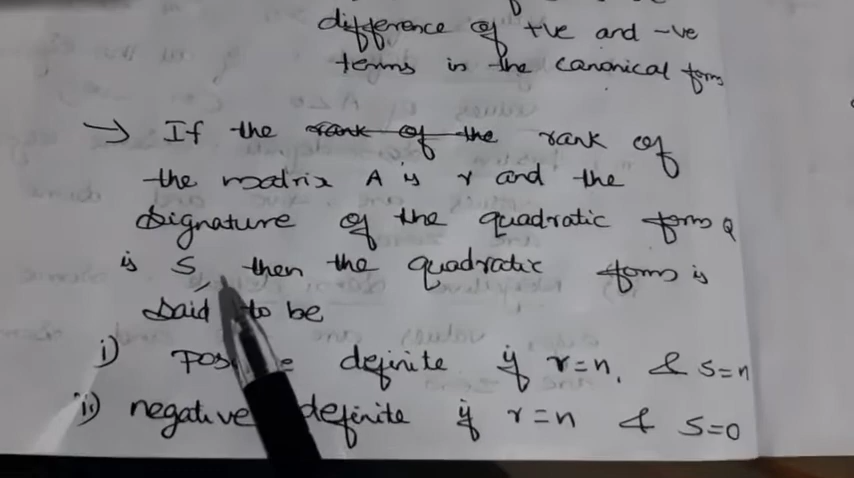 difference of +ve and -ve
terms in the canonical form
→ If the rank of the rank of
the matrix A is r and the
signature of the quadratic form Q
is S, then the quadratic form is
said to be
i) definite if r=n, & S=n
ii) negative definite if r=n & S=0